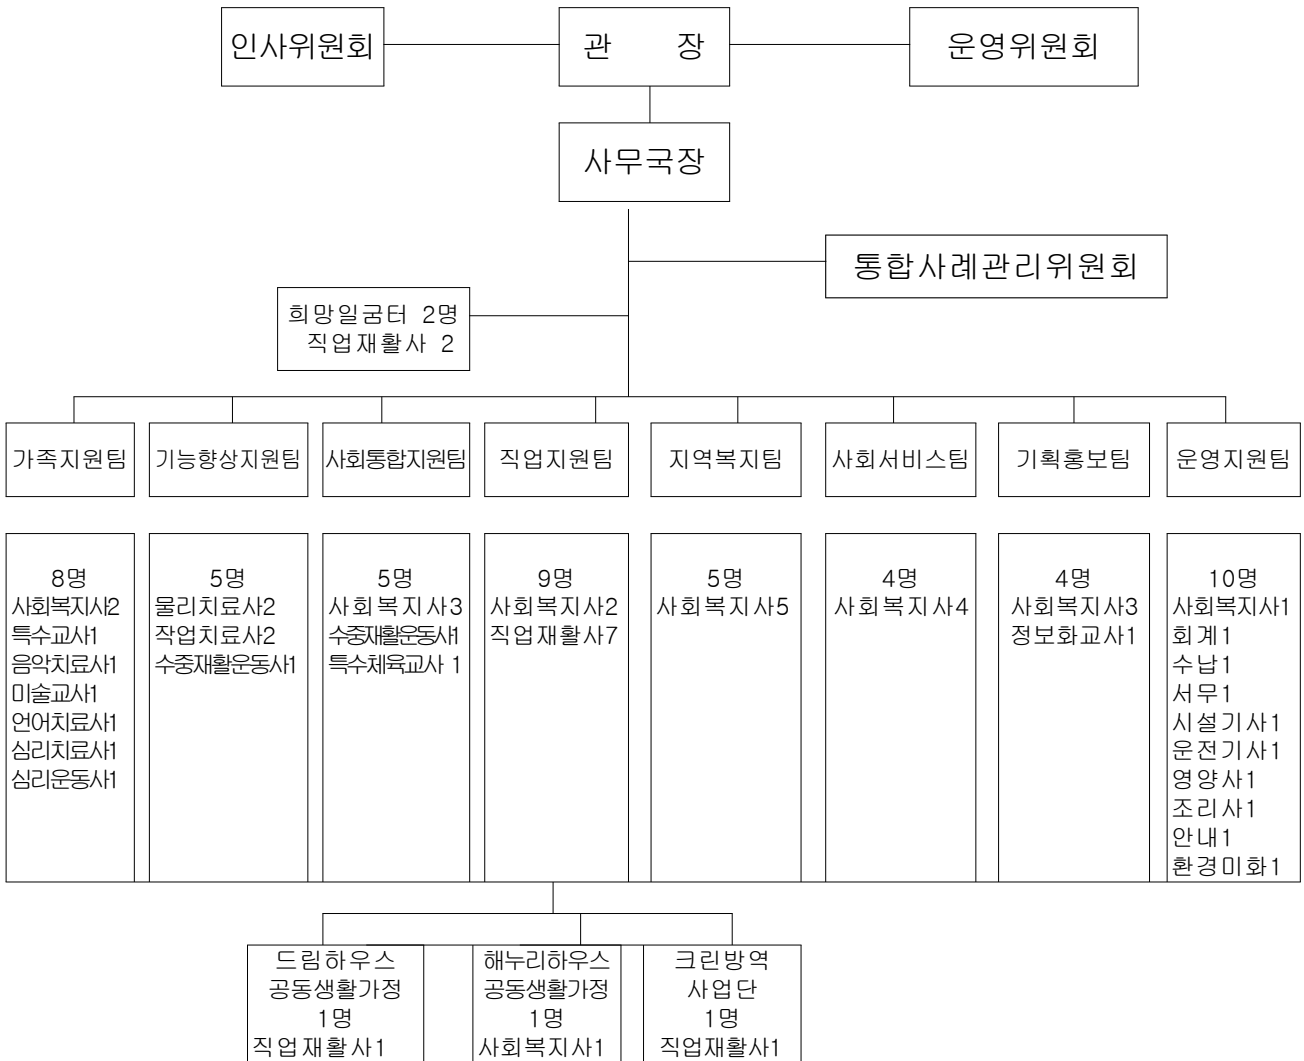 인사위원회
관 장
운영위원회
사무국장
통합사례관리위원회
희망일굼터 2명
직업재활사 2
가족지원팀
기능향상지원팀
사회통합지원팀
직업지원팀
지역복지팀
사회서비스팀
기획홍보팀
운영지원팀
8명
사회복지사2
특수교사1
음악치료사1
미술교사1
언어치료사1
심리치료사1
심리운동사1
5명
물리치료사2
작업치료사2
수중재활운동사1
5명
사회복지사3
수중재활운동사1
특수체육교사 1
9명
사회복지사2
직업재활사7
5명
사회복지사5
4명
사회복지사4
4명
사회복지사3
정보화교사1
10명
사회복지사1
회계1
수납1
서무1
시설기사1
운전기사1
영양사1
조리사1
안내1
환경미화1
드림하우스
공동생활가정
1명
직업재활사1
해누리하우스
공동생활가정
1명
사회복지사1
크린방역
사업단
1명
직업재활사1